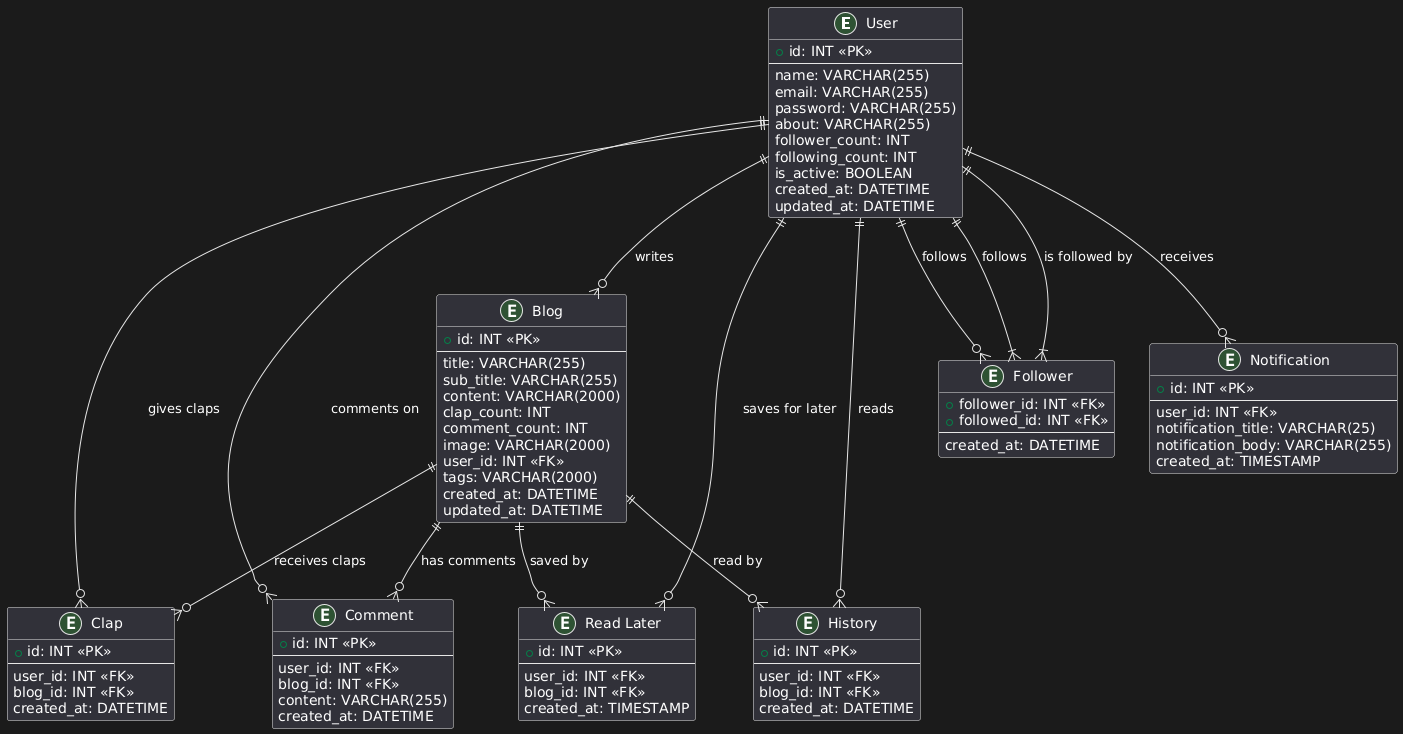 E User
id: INT «PK»
name: VARCHAR(255)
email: VARCHAR(255)
password: VARCHAR(255)
about: VARCHAR(255)
follower_count: INT
following_count: INT
is_active: BOOLEAN
created_at: DATETIME
updated_at: DATETIME
writes
follows
follows
is followed by
receives
E Blog
id: INT «PK»
title: VARCHAR(255)
sub_title: VARCHAR(255)
content: VARCHAR(2000)
clap_count: INT
comment_count: INT
image: VARCHAR(2000)
user_id: INT «FK»
tags: VARCHAR(2000)
created_at: DATETIME
updated_at: DATETIME
E Follower
follower_id: INT «FK»
followed_id: INT «FK»
created_at: DATETIME
E Notification
id: INT «PK»
user_id: INT «FK»
notification_title: VARCHAR(25)
notification_body: VARCHAR(255)
created_at: TIMESTAMP
gives claps
comments on
saves for later
reads
receives claps
has comments
saved by
read by
E Clap
id: INT «PK»
user_id: INT «FK»
blog_id: INT «FK»
created_at: DATETIME
E Comment
id: INT «PK»
user_id: INT «FK»
blog_id: INT «FK»
content: VARCHAR(255)
created_at: DATETIME
E Read Later
id: INT «PK»
user_id: INT «FK»
blog_id: INT «FK»
created_at: TIMESTAMP
E History
id: INT «PK»
user_id: INT «FK»
blog_id: INT «FK»
created_at: DATETIME